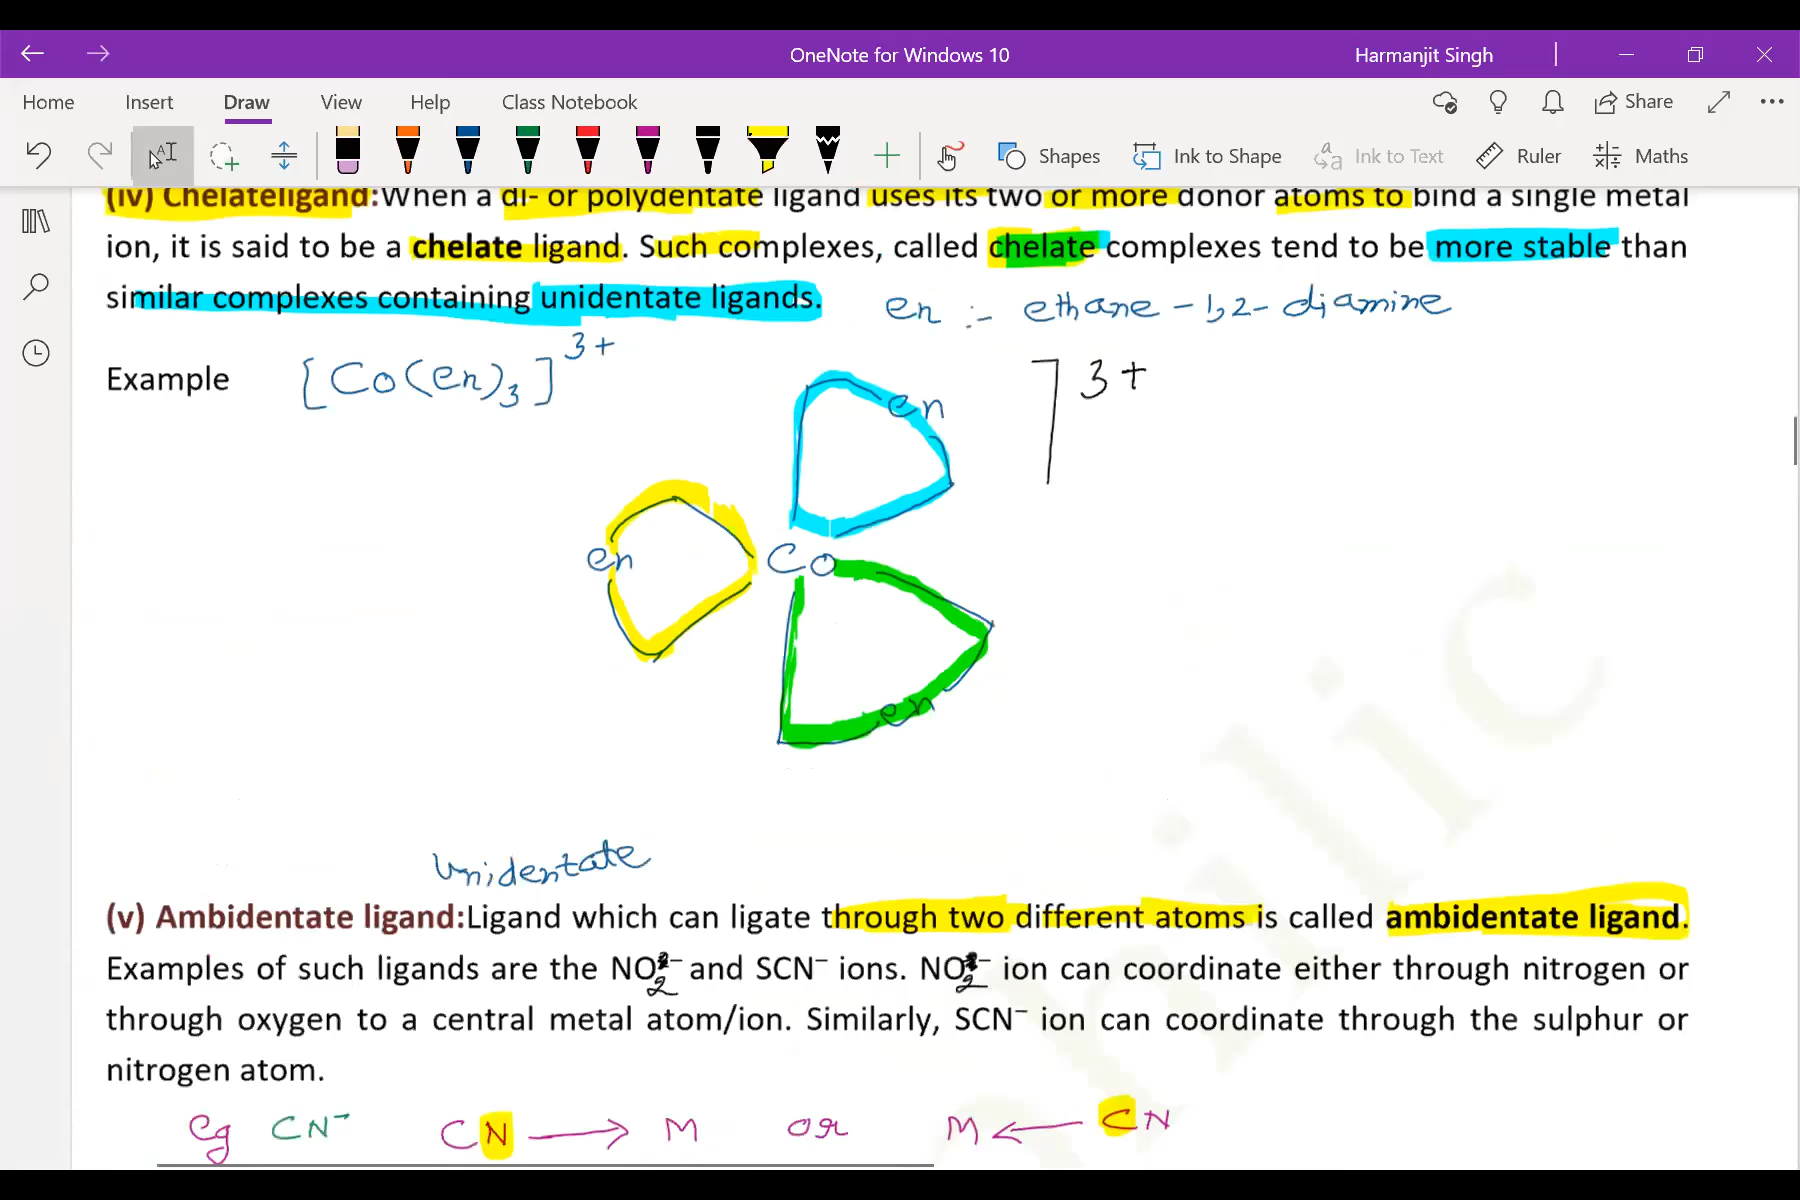 OneNote for Windows 10
Harmanjit Singh
Home Insert Draw View Help Class Notebook Share
Shapes Ink to Shape Ink to Text Ruler Maths
(iv) Chelateligand:When a di- or polydentate ligand uses its two or more donor atoms to bind a single metal
ion, it is said to be a chelate ligand. Such complexes, called chelate complexes tend to be more stable than
similar complexes containing unidentate ligands.
en :- ethane-1,2-diamine
Example [Co(en)₃]³⁺
]³⁺
en
en Co
en
Unidentate
(v) Ambidentate ligand:Ligand which can ligate through two different atoms is called ambidentate ligand.
Examples of such ligands are the NO₂⁻ and SCN⁻ ions. NO₂⁻ ion can coordinate either through nitrogen or
through oxygen to a central metal atom/ion. Similarly, SCN⁻ ion can coordinate through the sulphur or
nitrogen atom.
Eg CN⁻ CN → M or M ← CN
hilic